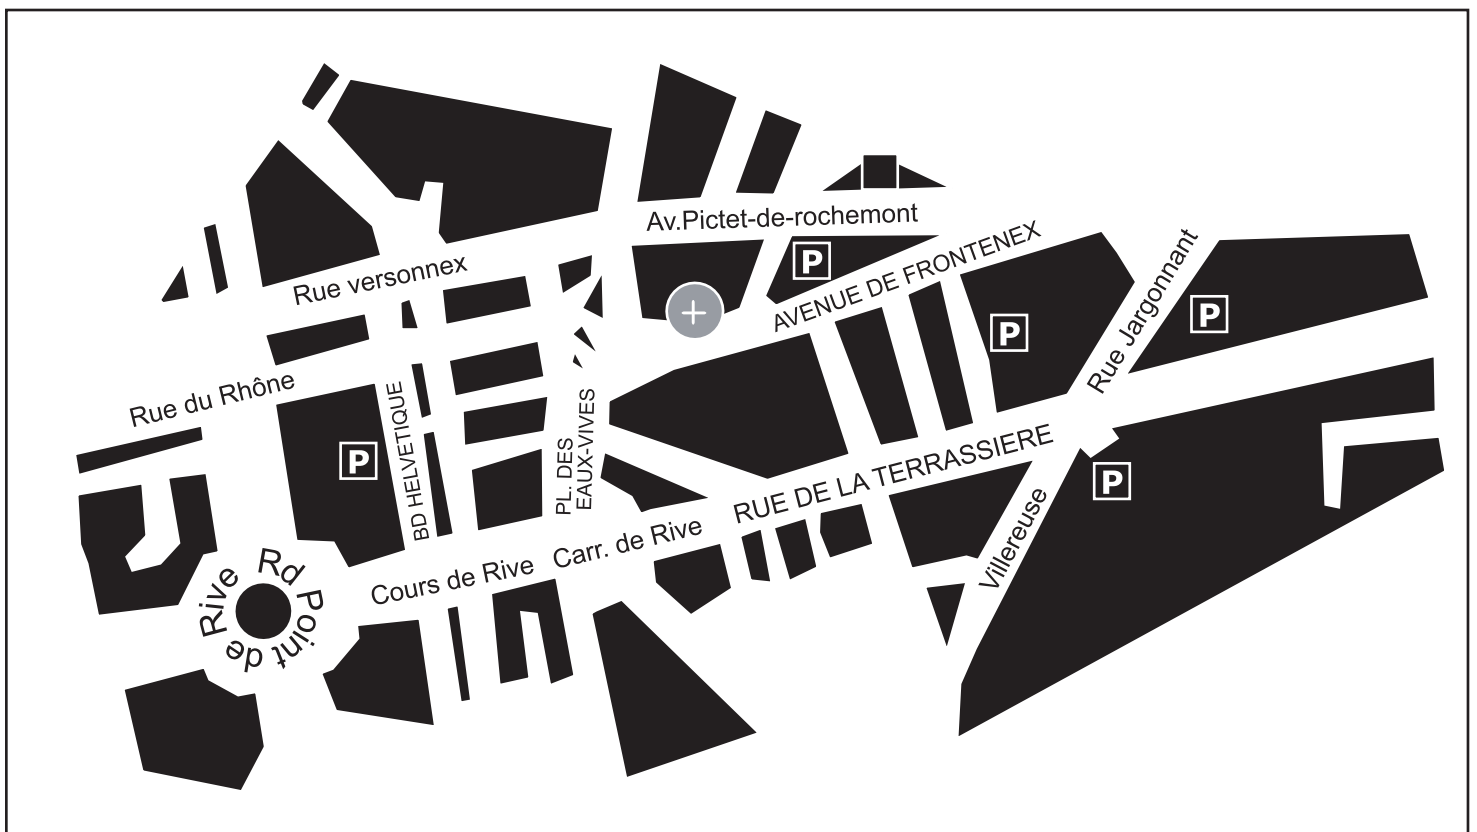 Av.Pictet-de-rochemont
AVENUE DE FRONTENEX
Rue Jargonnant
P
P
P
Rue versonnex
Rue du Rhône
BD HELVETIQUE
PL. DES
EAUX-VIVES
P
P
RUE DE LA TERRASSIERE
Villereuse
Carr. de Rive
Cours de Rive
Rd Point de Rive